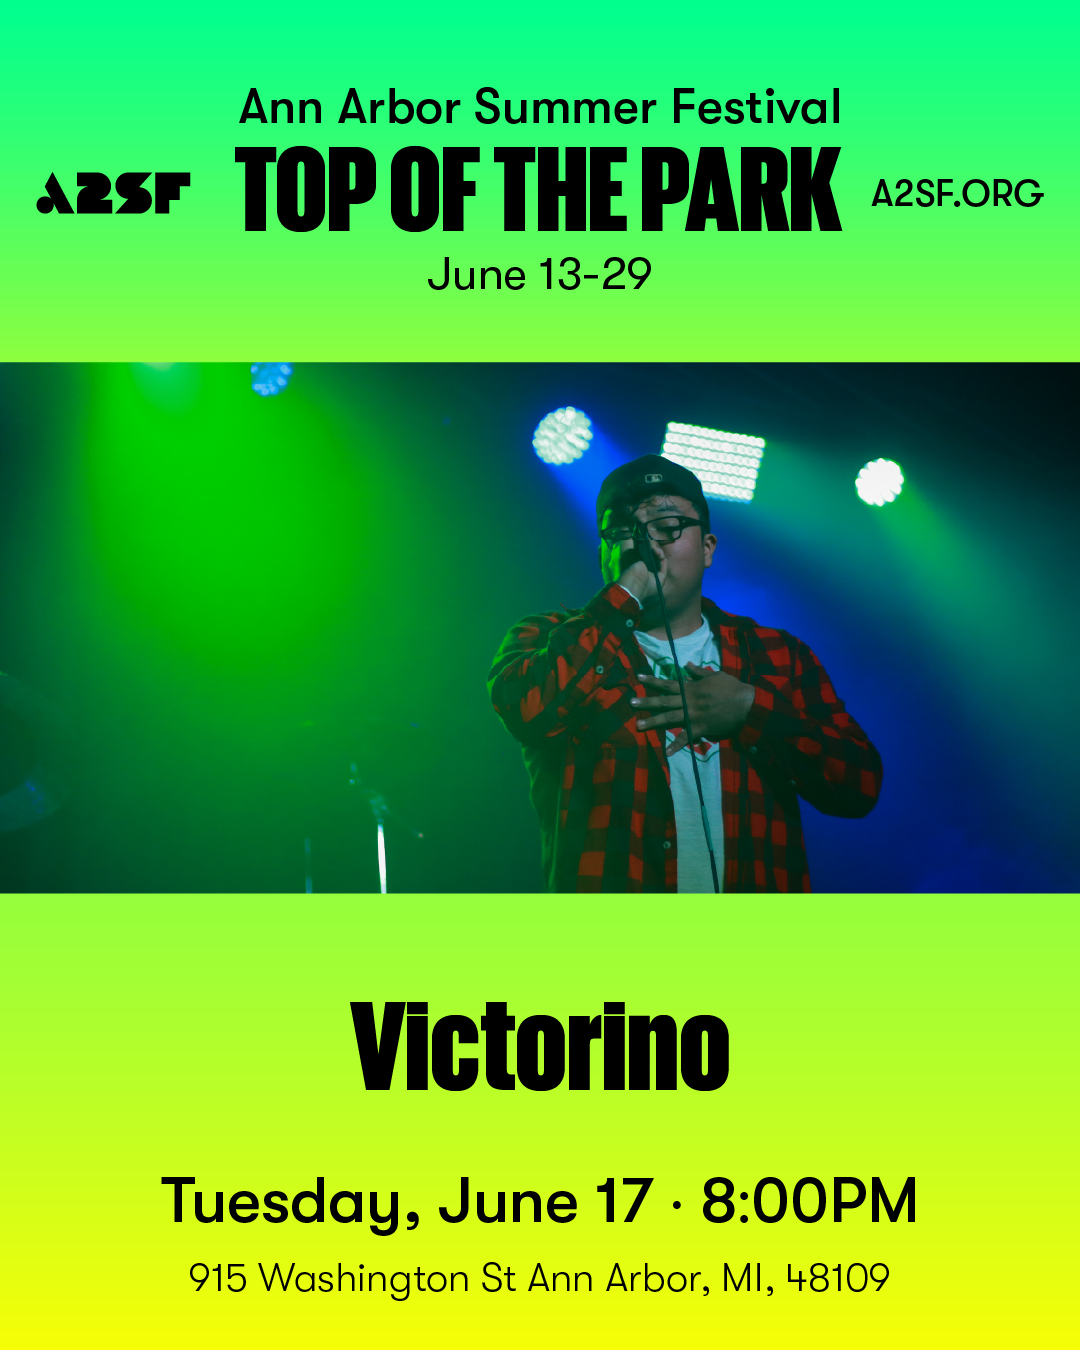 Ann Arbor Summer Festival
A2SF
TOP OF THE PARK
A2SF.ORG
June 13-29
Victorino
Tuesday, June 17 · 8:00PM
915 Washington St Ann Arbor, MI, 48109